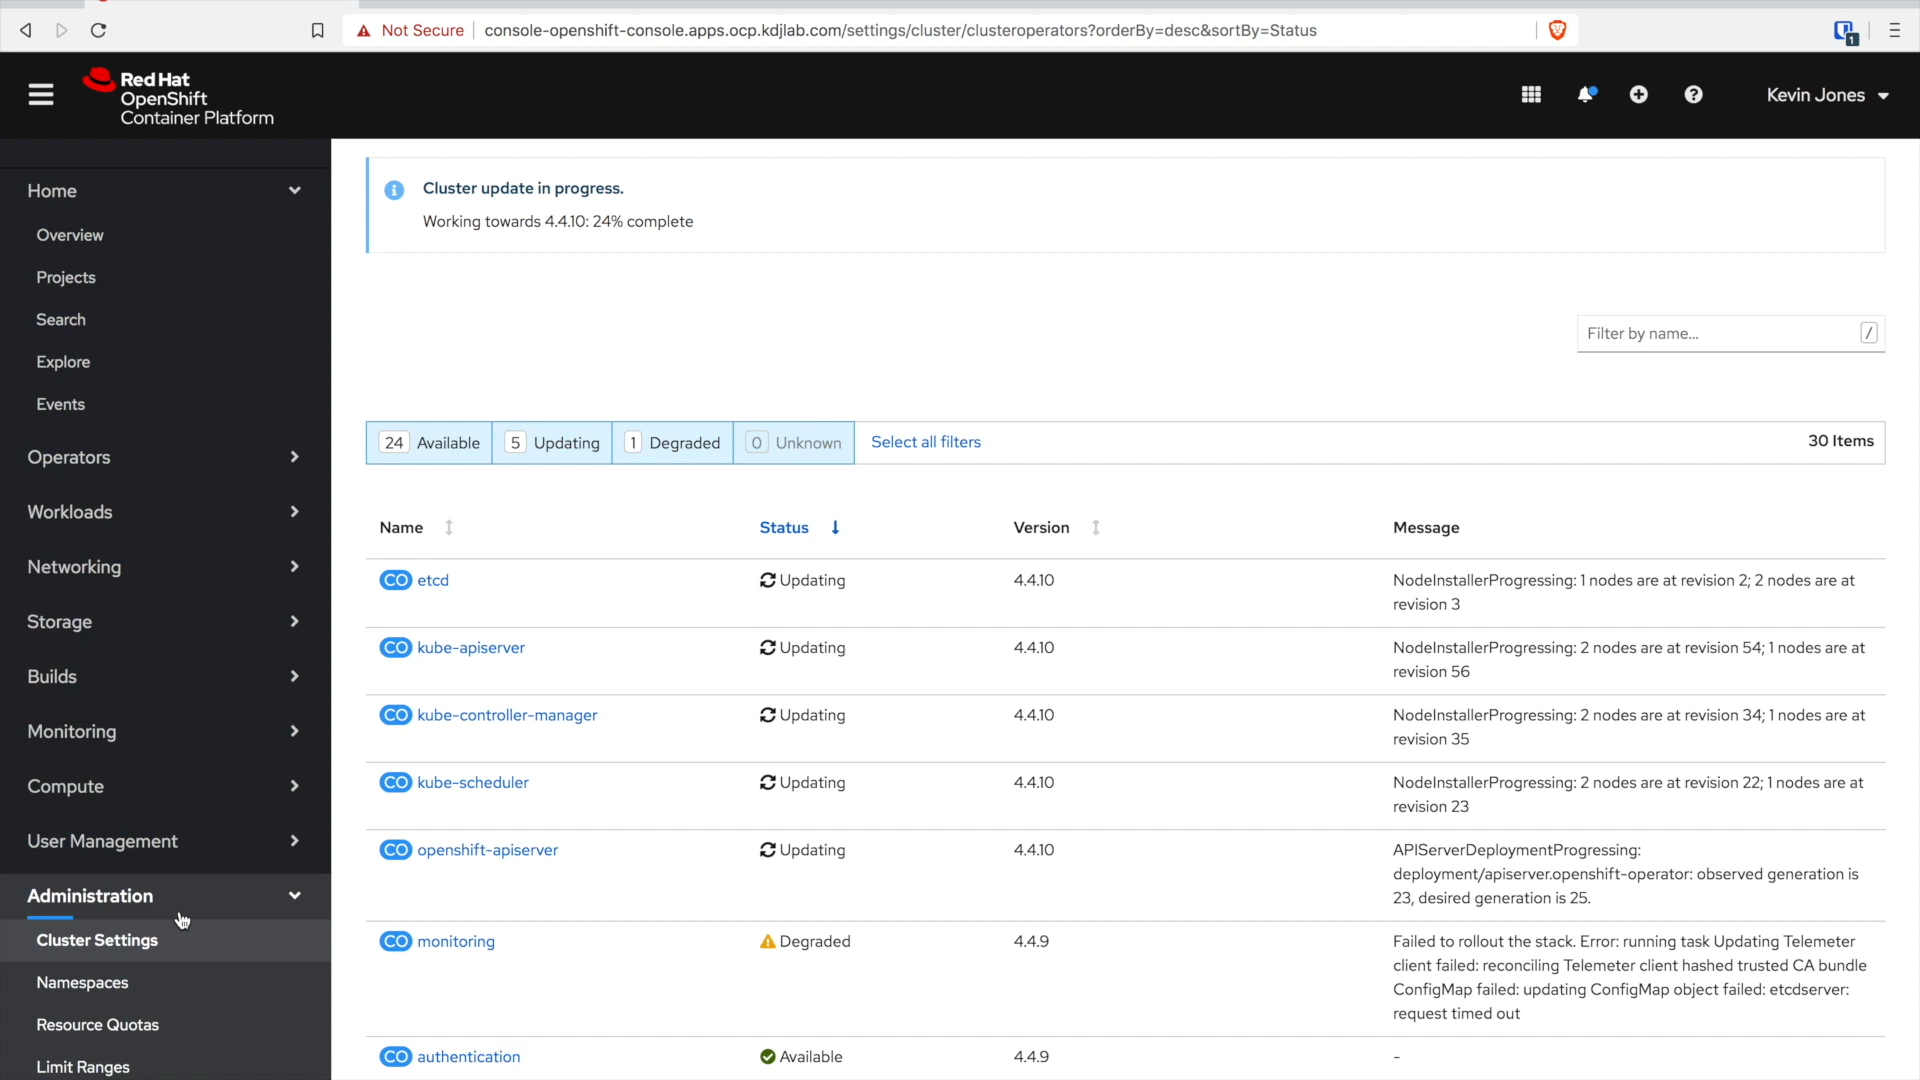 Not Secure
console-openshift-console.apps.ocp.kdjlab.com/settings/cluster/clusteroperators?orderBy=desc&sortBy=Status
1
Red Hat
OpenShift
Container Platform
Kevin Jones
Home
Overview
Projects
Search
Explore
Events
Operators
Workloads
Networking
Storage
Builds
Monitoring
Compute
User Management
Administration
Cluster Settings
Namespaces
Resource Quotas
Limit Ranges
Cluster update in progress.
Working towards 4.4.10: 24% complete
Filter by name... /
24 Available 5 Updating 1 Degraded 0 Unknown Select all filters 30 Items
Name Status Version Message
CO etcd Updating 4.4.10 NodeInstallerProgressing: 1 nodes are at revision 2; 2 nodes are at
revision 3
CO kube-apiserver Updating 4.4.10 NodeInstallerProgressing: 2 nodes are at revision 54; 1 nodes are at
revision 56
CO kube-controller-manager Updating 4.4.10 NodeInstallerProgressing: 2 nodes are at revision 34; 1 nodes are at
revision 35
CO kube-scheduler Updating 4.4.10 NodeInstallerProgressing: 2 nodes are at revision 22; 1 nodes are at
revision 23
CO openshift-apiserver Updating 4.4.10 APIServerDeploymentProgressing:
deployment/apiserver.openshift-operator: observed generation is
23, desired generation is 25.
CO monitoring Degraded 4.4.9 Failed to rollout the stack. Error: running task Updating Telemeter
client failed: reconciling Telemeter client hashed trusted CA bundle
ConfigMap failed: updating ConfigMap object failed: etcdserver:
request timed out
CO authentication Available 4.4.9 -